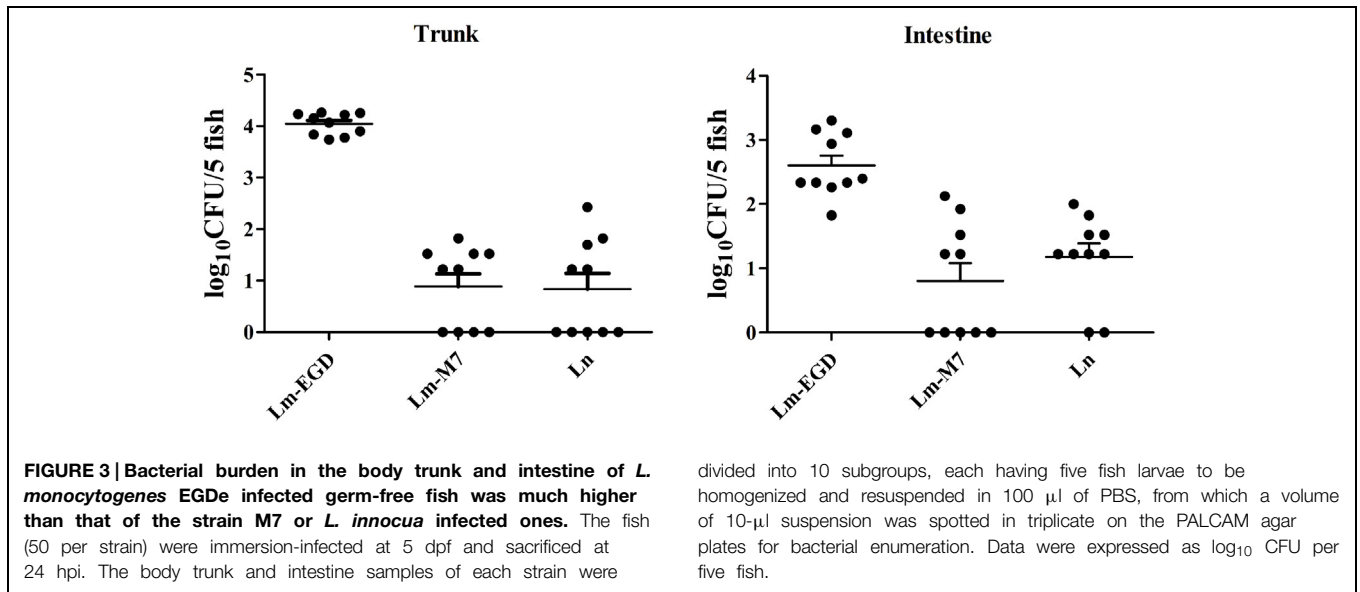 Trunk
log10CFU/5 fish
5
4
3
2
1
0
Lm-EGD
Lm-M7
Ln
Intestine
log10CFU/5 fish
4
3
2
1
0
Lm-EGD
Lm-M7
Ln
FIGURE 3 | Bacterial burden in the body trunk and intestine of L.
monocytogenes EGDe infected germ-free fish was much higher
than that of the strain M7 or L. innocua infected ones. The fish
(50 per strain) were immersion-infected at 5 dpf and sacrificed at
24 hpi. The body trunk and intestine samples of each strain were
divided into 10 subgroups, each having five fish larvae to be
homogenized and resuspended in 100 μl of PBS, from which a volume
of 10-μl suspension was spotted in triplicate on the PALCAM agar
plates for bacterial enumeration. Data were expressed as log10 CFU per
five fish.